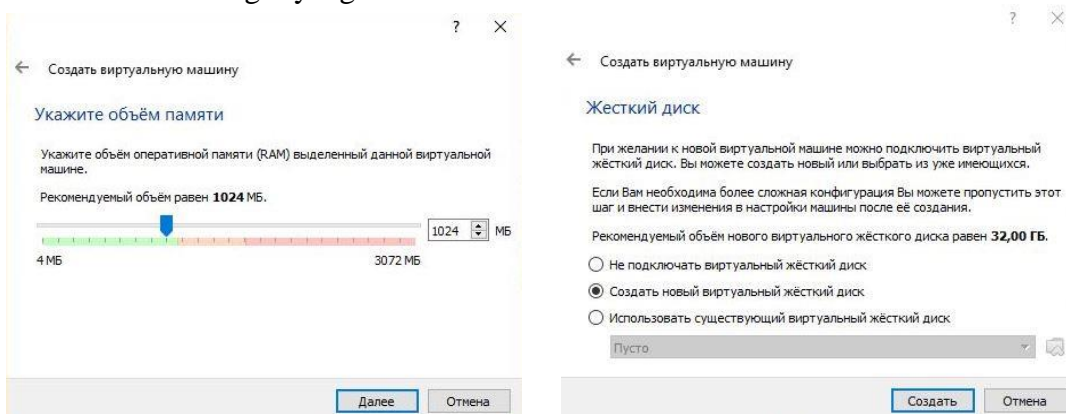 ? ×
← Создать виртуальную машину
Укажите объём памяти
Укажите объём оперативной памяти (RAM) выделенный данной виртуальной
машине.
Рекомендуемый объём равен 1024 МБ.
1024 МБ
4 МБ 3072 МБ
Далее Отмена
? ×
← Создать виртуальную машину
Жесткий диск
При желании к новой виртуальной машине можно подключить виртуальный
жёсткий диск. Вы можете создать новый или выбрать из уже имеющихся.
Если Вам необходима более сложная конфигурация Вы можете пропустить этот
шаг и внести изменения в настройки машины после её создания.
Рекомендуемый объём нового виртуального жёсткого диска равен 32,00 ГБ.
Не подключать виртуальный жёсткий диск
Создать новый виртуальный жёсткий диск
Использовать существующий виртуальный жёсткий диск
Пусто
Создать Отмена